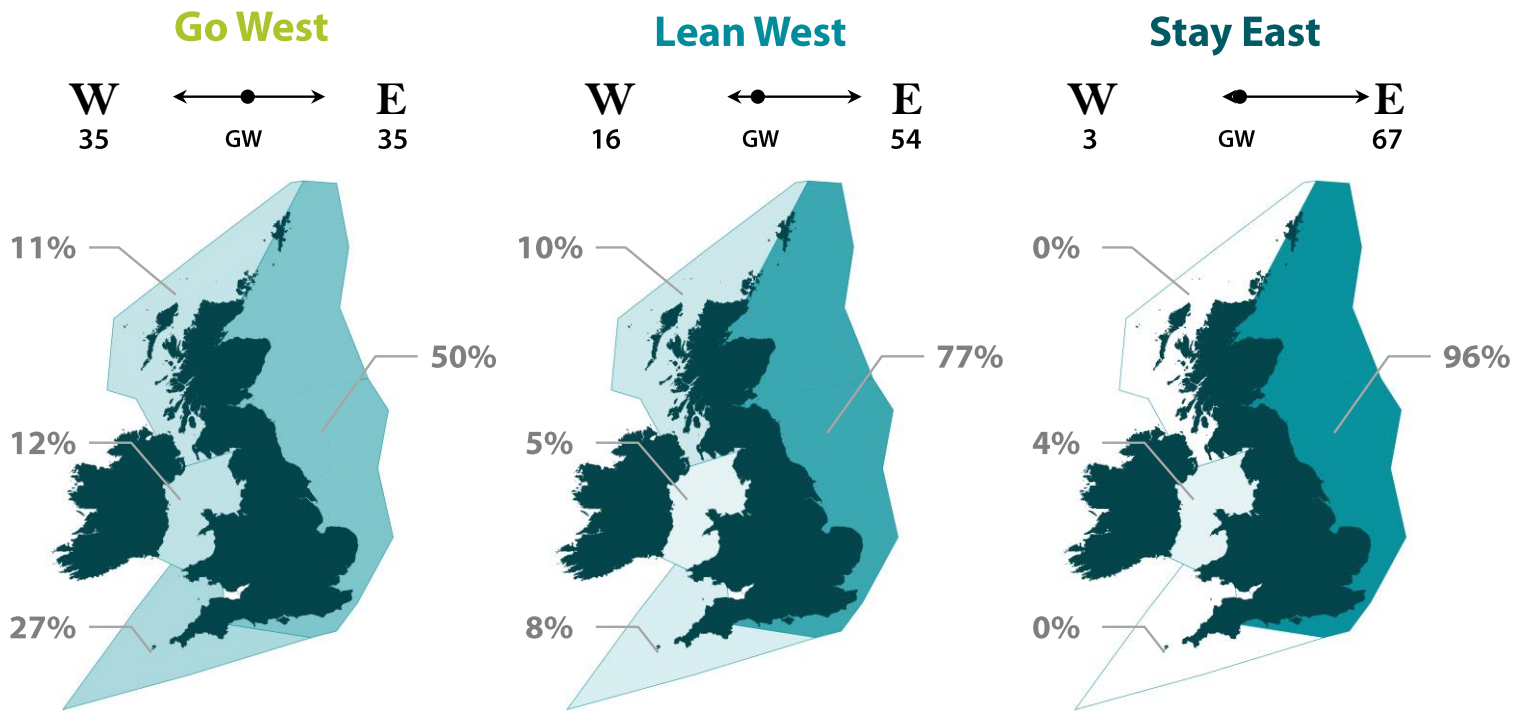 Go West
W E
35 GW 35
11%
50%
12%
27%
Lean West
W E
16 GW 54
10%
77%
5%
8%
Stay East
W E
3 GW 67
0%
96%
4%
0%